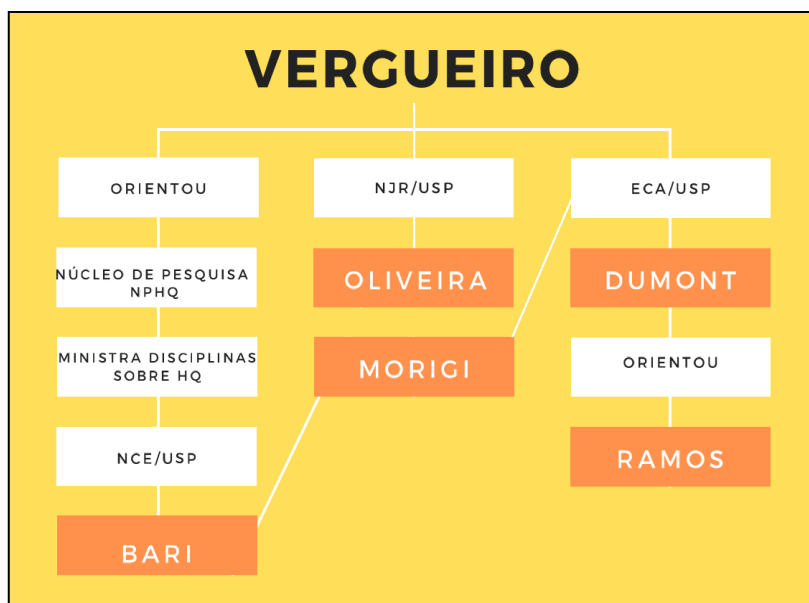 VERGUEIRO
ORIENTOU
NJR/USP
ECA/USP
NÚCLEO DE PESQUISA
NPHQ
OLIVEIRA
DUMONT
MINISTRA DISCIPLINAS
SOBRE HQ
MORIGI
ORIENTOU
NCE/USP
RAMOS
BARI